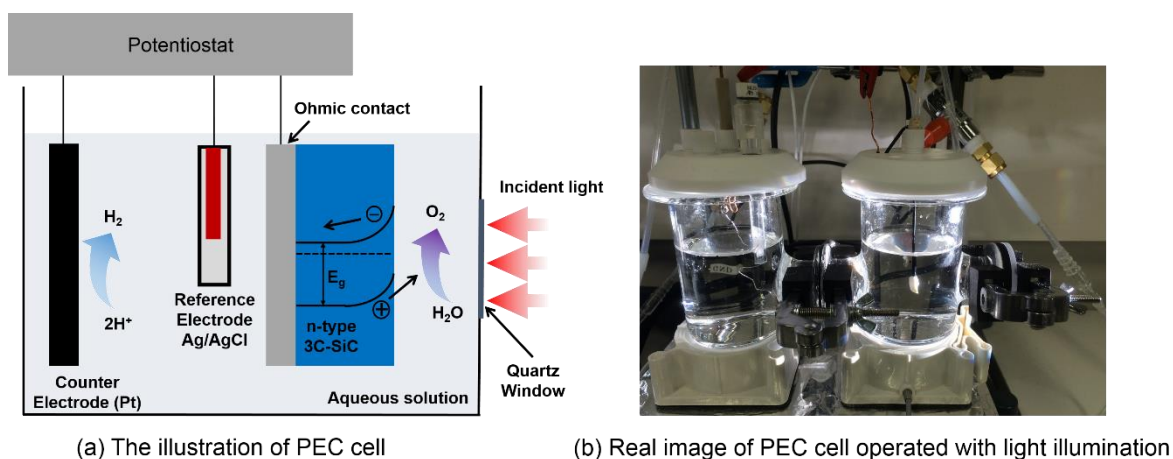 Potentiostat
Ohmic contact
Incident light
H₂
O₂
2H⁺
Reference
Electrode
Ag/AgCl
E_g
H₂O
n-type
3C-SiC
Counter
Electrode (Pt)
Aqueous solution
Quartz
Window
(a) The illustration of PEC cell
(b) Real image of PEC cell operated with light illumination